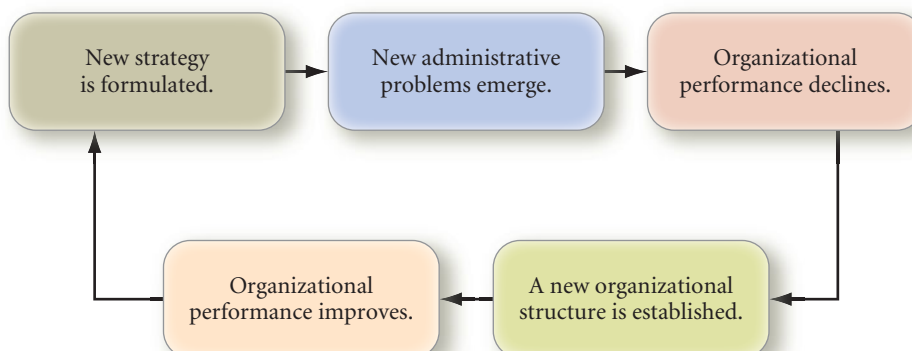 New strategy
is formulated.
New administrative
problems emerge.
Organizational
performance declines.
A new organizational
structure is established.
Organizational
performance improves.